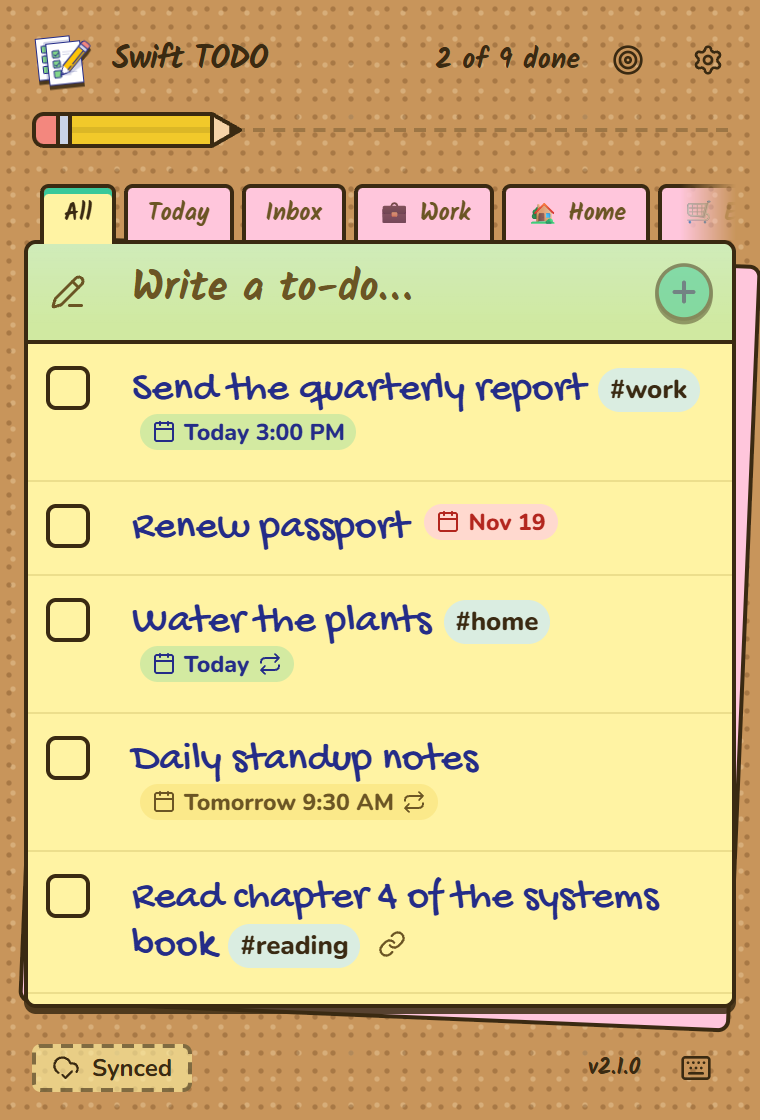 Swift TODO
2 of 9 done
All Today Inbox Work Home
Write a to-do...
Send the quarterly report #work
Today 3:00 PM
Renew passport Nov 19
Water the plants #home
Today
Daily standup notes
Tomorrow 9:30 AM
Read chapter 4 of the systems
book #reading
Synced
v2.1.0